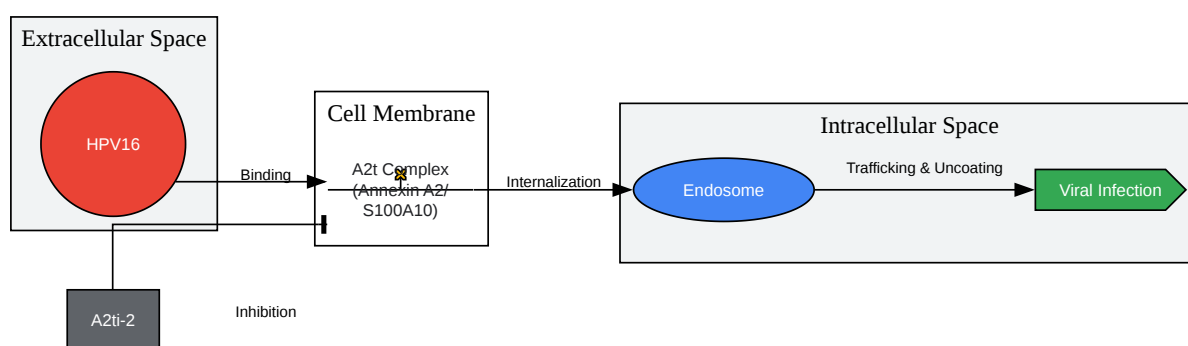 Extracellular Space
HPV16
Binding
Cell Membrane
A2t Complex
(Annexin A2/
S100A10)
Internalization
Intracellular Space
Endosome
Trafficking & Uncoating
Viral Infection
A2ti-2
Inhibition